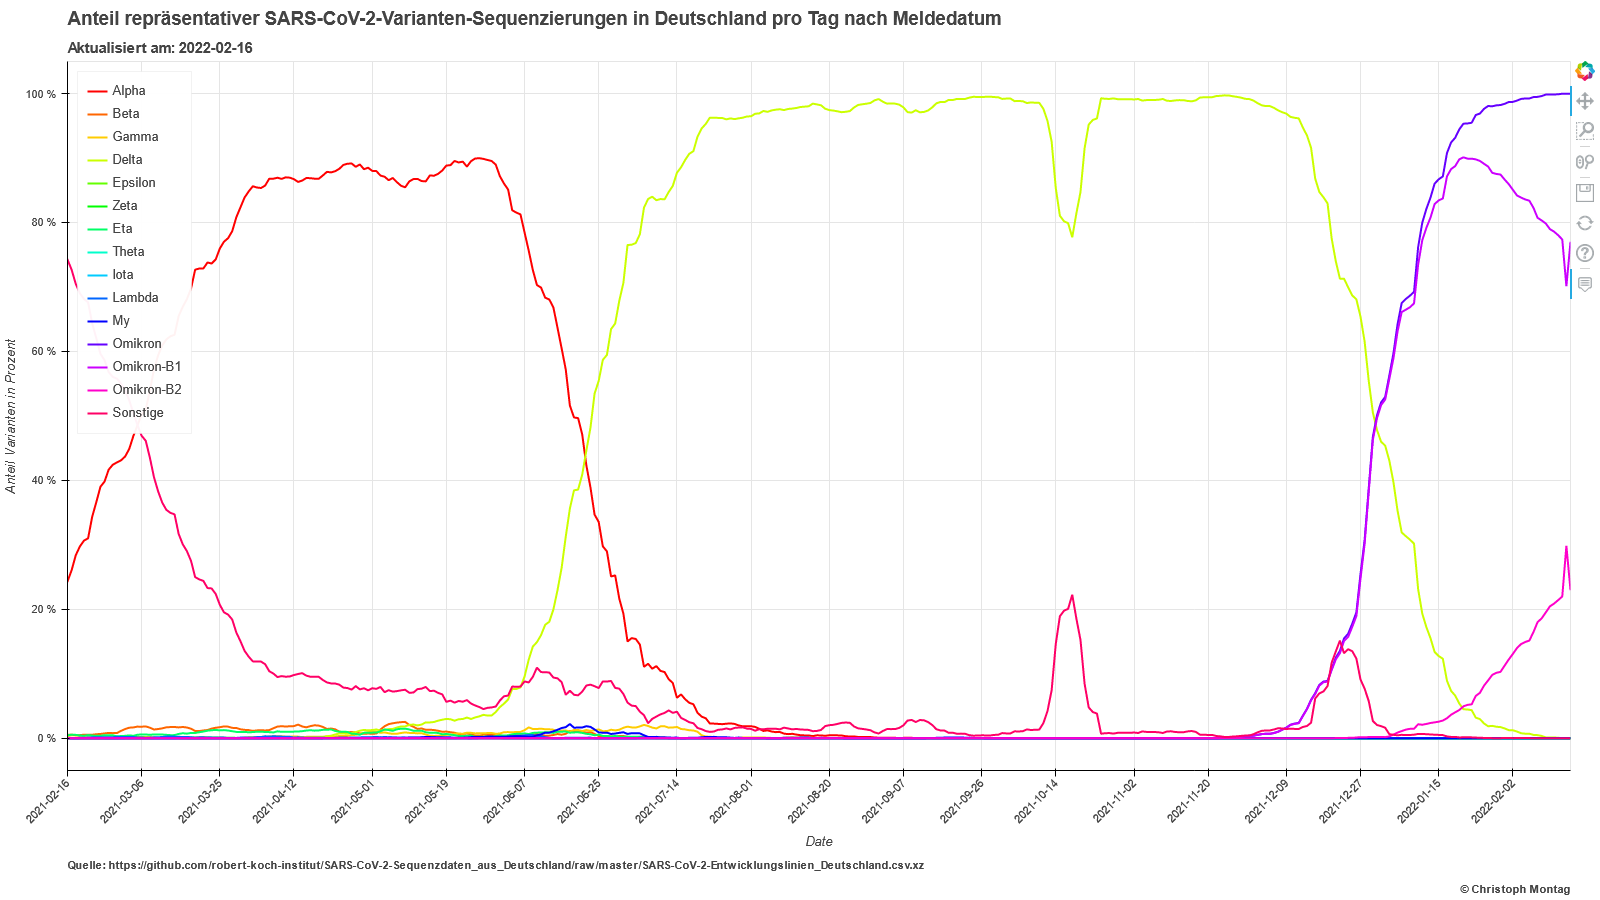 Anteil repräsentativer SARS-CoV-2-Varianten-Sequenzierungen in Deutschland pro Tag nach Meldedatum
Aktualisiert am: 2022-02-16
Alpha
Beta
Gamma
Delta
Epsilon
Zeta
Eta
Theta
Iota
Lambda
My
Omikron
Omikron-B1
Omikron-B2
Sonstige
100 %
80 %
60 %
40 %
20 %
0 %
Anteil Varianten in Prozent
2021-02-16
2021-03-06
2021-03-25
2021-04-12
2021-05-01
2021-05-19
2021-06-07
2021-06-25
2021-07-14
2021-08-01
2021-08-20
2021-09-07
2021-09-26
2021-10-14
2021-11-02
2021-11-20
2021-12-09
2021-12-27
2022-01-15
2022-02-02
Date
Quelle: https://github.com/robert-koch-institut/SARS-CoV-2-Sequenzdaten_aus_Deutschland/raw/master/SARS-CoV-2-Entwicklungslinien_Deutschland.csv.xz
© Christoph Montag